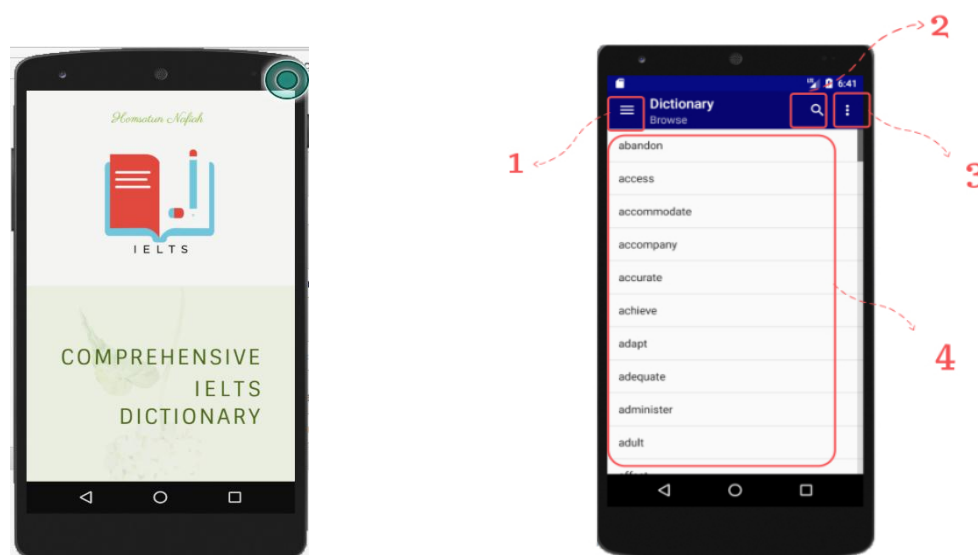 Homsatun Nafiah
IELTS
COMPREHENSIVE
IELTS
DICTIONARY
1
2
3
4
6:41
Dictionary
Browse
abandon
access
accommodate
accompany
accurate
achieve
adapt
adequate
administer
adult